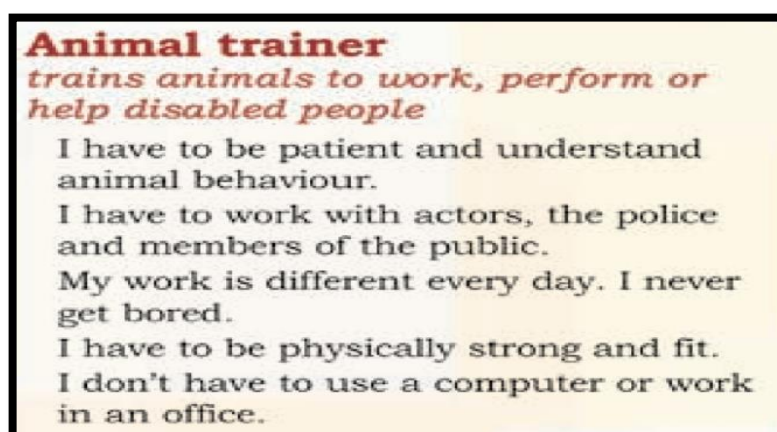 Animal trainer
trains animals to work, perform or
help disabled people
I have to be patient and understand
animal behaviour.
I have to work with actors, the police
and members of the public.
My work is different every day. I never
get bored.
I have to be physically strong and fit.
I don't have to use a computer or work
in an office.